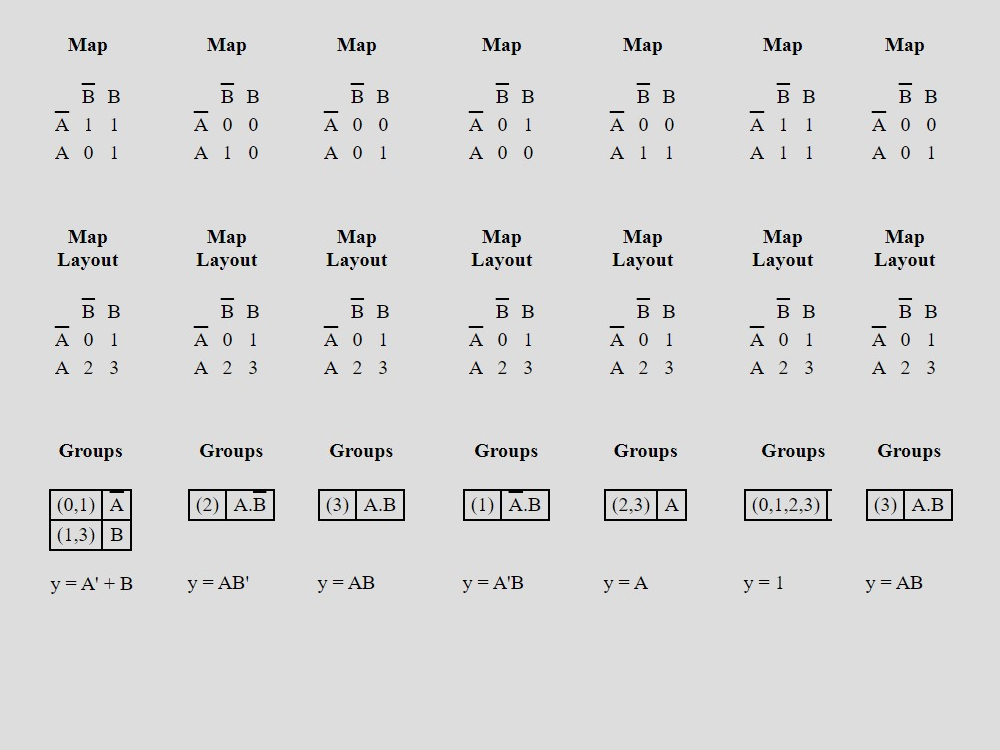 Map Map Map Map Map Map Map
B̅ B B̅ B B̅ B B̅ B B̅ B B̅ B B̅ B
A̅ 1 1 A̅ 0 0 A̅ 0 0 A̅ 0 1 A̅ 0 0 A̅ 1 1 A̅ 0 0
A 0 1 A 1 0 A 0 1 A 0 0 A 1 1 A 1 1 A 0 1
Map Map Map Map Map Map Map
Layout Layout Layout Layout Layout Layout Layout
B̅ B B̅ B B̅ B B̅ B B̅ B B̅ B B̅ B
A̅ 0 1 A̅ 0 1 A̅ 0 1 A̅ 0 1 A̅ 0 1 A̅ 0 1 A̅ 0 1
A 2 3 A 2 3 A 2 3 A 2 3 A 2 3 A 2 3 A 2 3
Groups Groups Groups Groups Groups Groups Groups
(0,1) A̅ (2) A.B̅ (3) A.B (1) A̅.B (2,3) A (0,1,2,3) (3) A.B
(1,3) B
y = A' + B y = AB' y = AB y = A'B y = A y = 1 y = AB